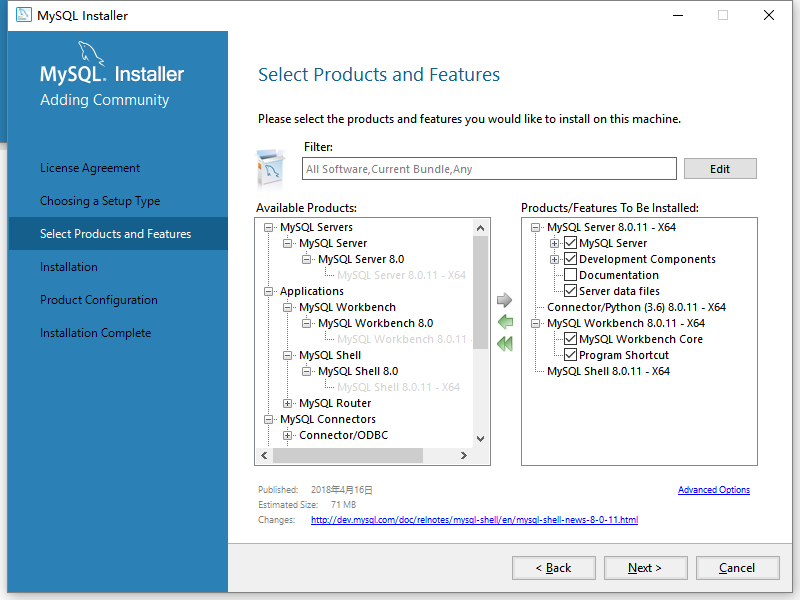 MySQL Installer
MySQL. Installer
Adding Community
License Agreement
Choosing a Setup Type
Select Products and Features
Installation
Product Configuration
Installation Complete
Select Products and Features
Please select the products and features you would like to install on this machine.
Filter:
All Software,Current Bundle,Any
Edit
Available Products:
MySQL Servers
MySQL Server
MySQL Server 8.0
MySQL Server 8.0.11 - X64
Applications
MySQL Workbench
MySQL Workbench 8.0
MySQL Workbench 8.0.11
MySQL Shell
MySQL Shell 8.0
MySQL Shell 8.0.11 - X64
MySQL Router
MySQL Connectors
Connector/ODBC
Products/Features To Be Installed:
MySQL Server 8.0.11 - X64
MySQL Server
Development Components
Documentation
Server data files
Connector/Python (3.6) 8.0.11 - X64
MySQL Workbench 8.0.11 - X64
MySQL Workbench Core
Program Shortcut
MySQL Shell 8.0.11 - X64
Published: 2018年4月16日
Estimated Size: 71 MB
Changes: http://dev.mysql.com/doc/relnotes/mysql-shell/en/mysql-shell-news-8-0-11.html
Advanced Options
< Back
Next >
Cancel